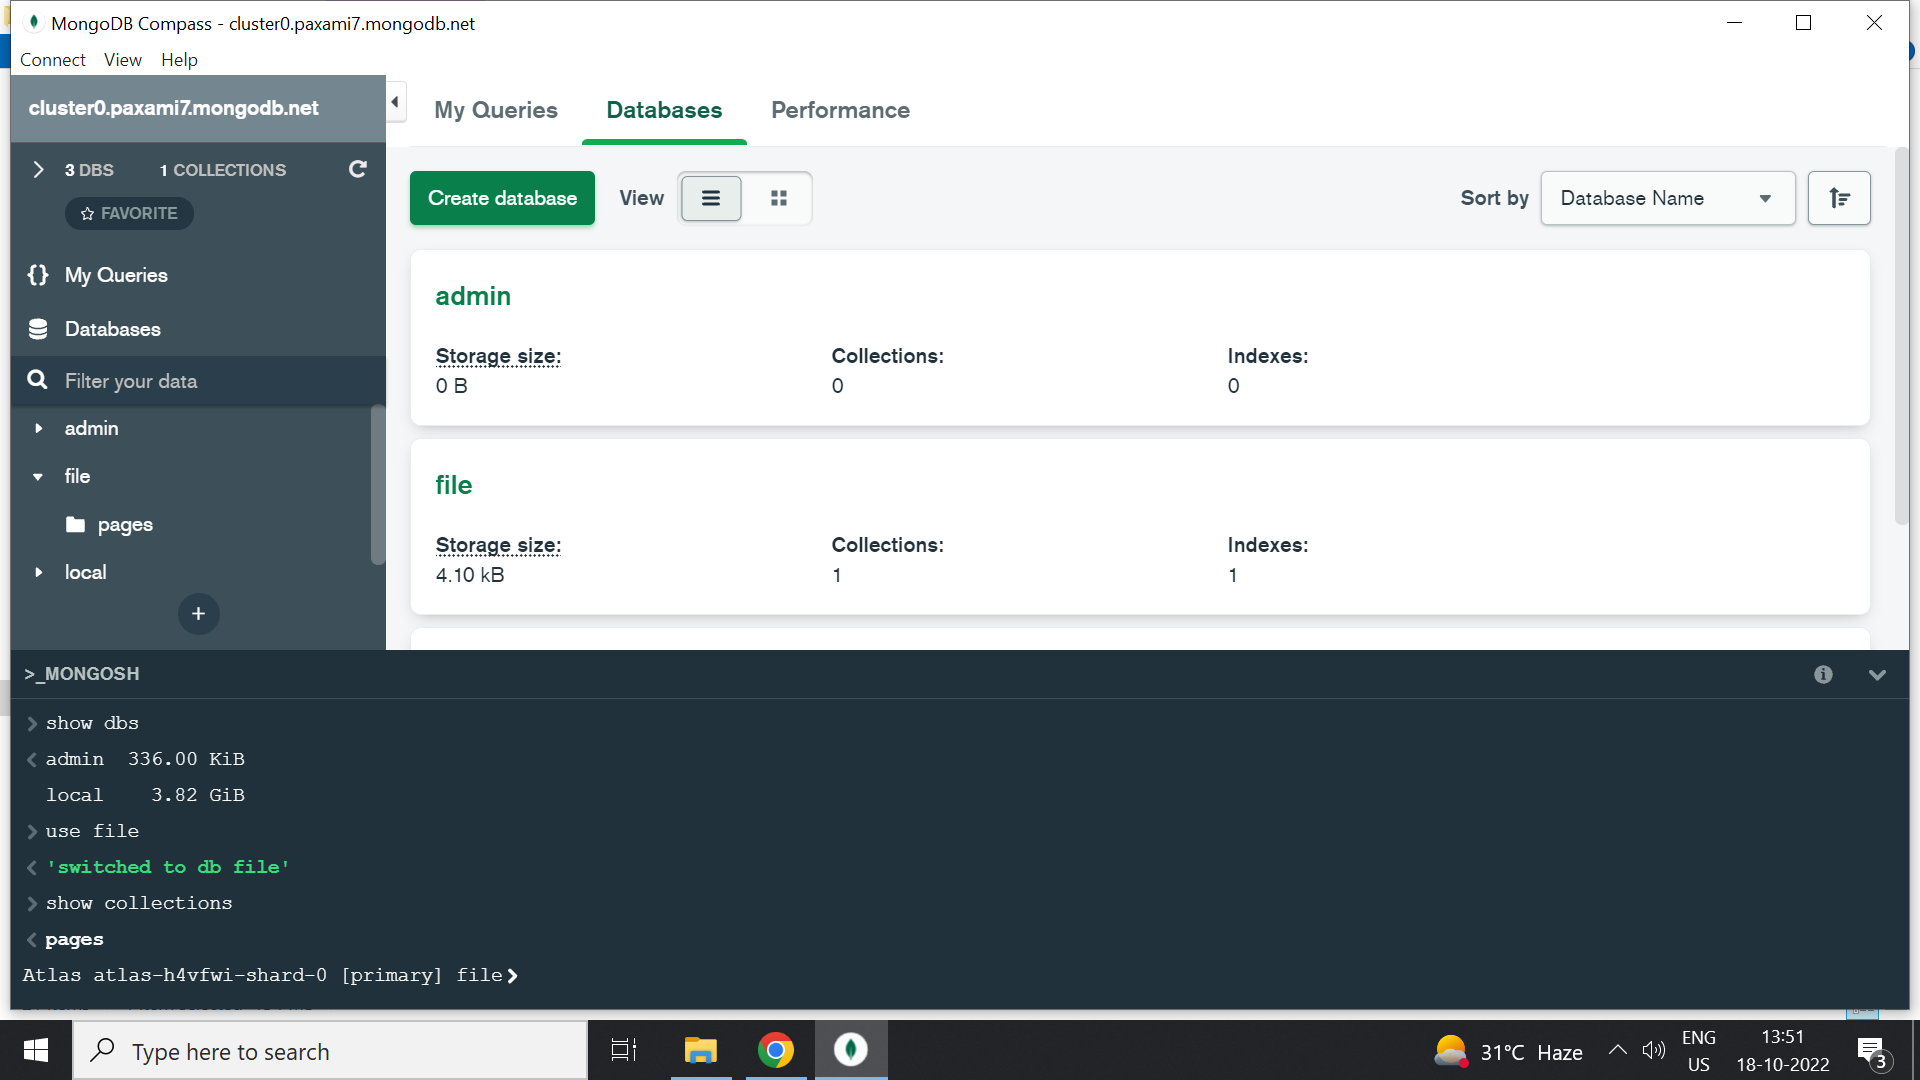 MongoDB Compass - cluster0.paxami7.mongodb.net
Connect View Help
cluster0.paxami7.mongodb.net
My Queries Databases Performance
3 DBS 1 COLLECTIONS
FAVORITE
Create database View Sort by Database Name
My Queries
Databases
Filter your data
admin
file
pages
local
+
admin
Storage size: Collections: Indexes:
0 B 0 0
file
Storage size: Collections: Indexes:
4.10 kB 1 1
>_MONGOSH
show dbs
admin 336.00 KiB
local 3.82 GiB
use file
'switched to db file'
show collections
pages
Atlas atlas-h4vfwi-shard-0 [primary] file>
Type here to search
31°C Haze
ENG
US
13:51
18-10-2022
3